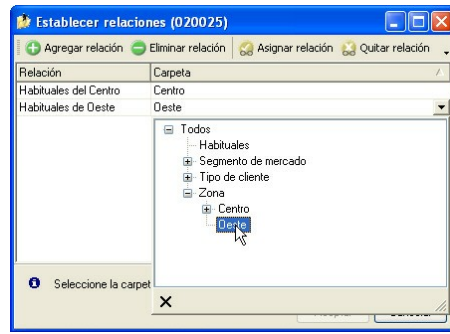 Establecer relaciones (020025)
Agregar relación Eliminar relación Asignar relación Quitar relación
Relación Carpeta
Habituales del Centro Centro
Habituales de Oeste Oeste
Todos
Habituales
Segmento de mercado
Tipo de cliente
Zona
Centro
Oeste
Seleccione la carpet